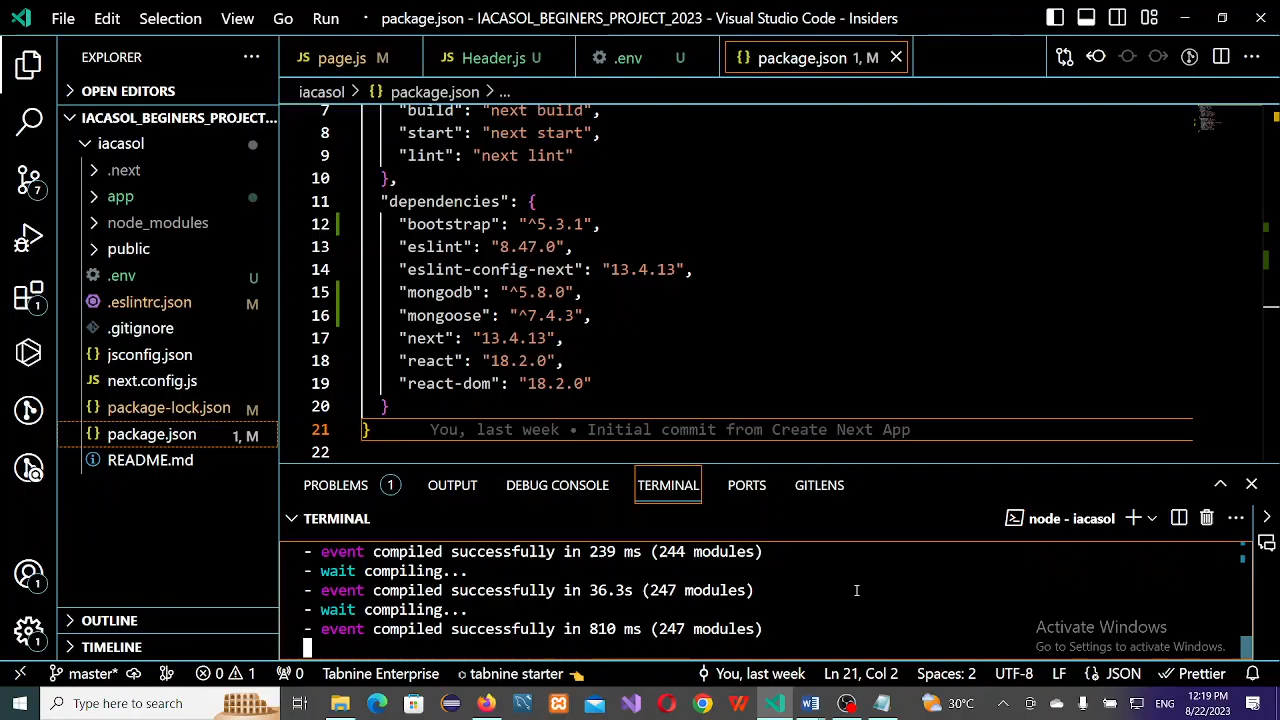 File Edit Selection View Go Run package.json - IACASOL_BEGINERS_PROJECT_2023 - Visual Studio Code - Insiders
EXPLORER
JS page.js M
JS Header.js U
.env U
{} package.json 1, M
OPEN EDITORS
iacasol > {} package.json > ...
IACASOL_BEGINERS_PROJECT...
iacasol
.next
app
node_modules
public
.env U
.eslintrc.json M
.gitignore
{} jsconfig.json
JS next.config.js
{} package-lock.json M
{} package.json 1, M
README.md
OUTLINE
TIMELINE
7
1
1
1
7 "build": "next build",
8 "start": "next start",
9 "lint": "next lint"
10 },
11 "dependencies": {
12 "bootstrap": "^5.3.1",
13 "eslint": "8.47.0",
14 "eslint-config-next": "13.4.13",
15 "mongodb": "^5.8.0",
16 "mongoose": "^7.4.3",
17 "next": "13.4.13",
18 "react": "18.2.0",
19 "react-dom": "18.2.0"
20 }
21 } You, last week • Initial commit from Create Next App
22
PROBLEMS 1 OUTPUT DEBUG CONSOLE TERMINAL PORTS GITLENS
TERMINAL
node - iacasol
- event compiled successfully in 239 ms (244 modules)
- wait compiling...
- event compiled successfully in 36.3s (247 modules)
- wait compiling...
- event compiled successfully in 810 ms (247 modules)
Activate Windows
Go to Settings to activate Windows.
master* 0 1 0 Tabnine Enterprise tabnine starter You, last week Ln 21, Col 2 Spaces: 2 UTF-8 LF {} JSON Prettier
Type here to search
30°C
ENG
12:19 PM
8/22/2023